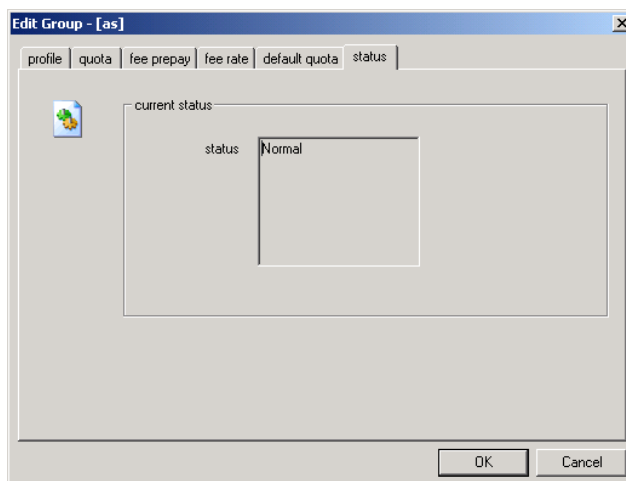 Edit Group - [as]
profile quota fee prepay fee rate default quota status
current status
status Normal
OK Cancel